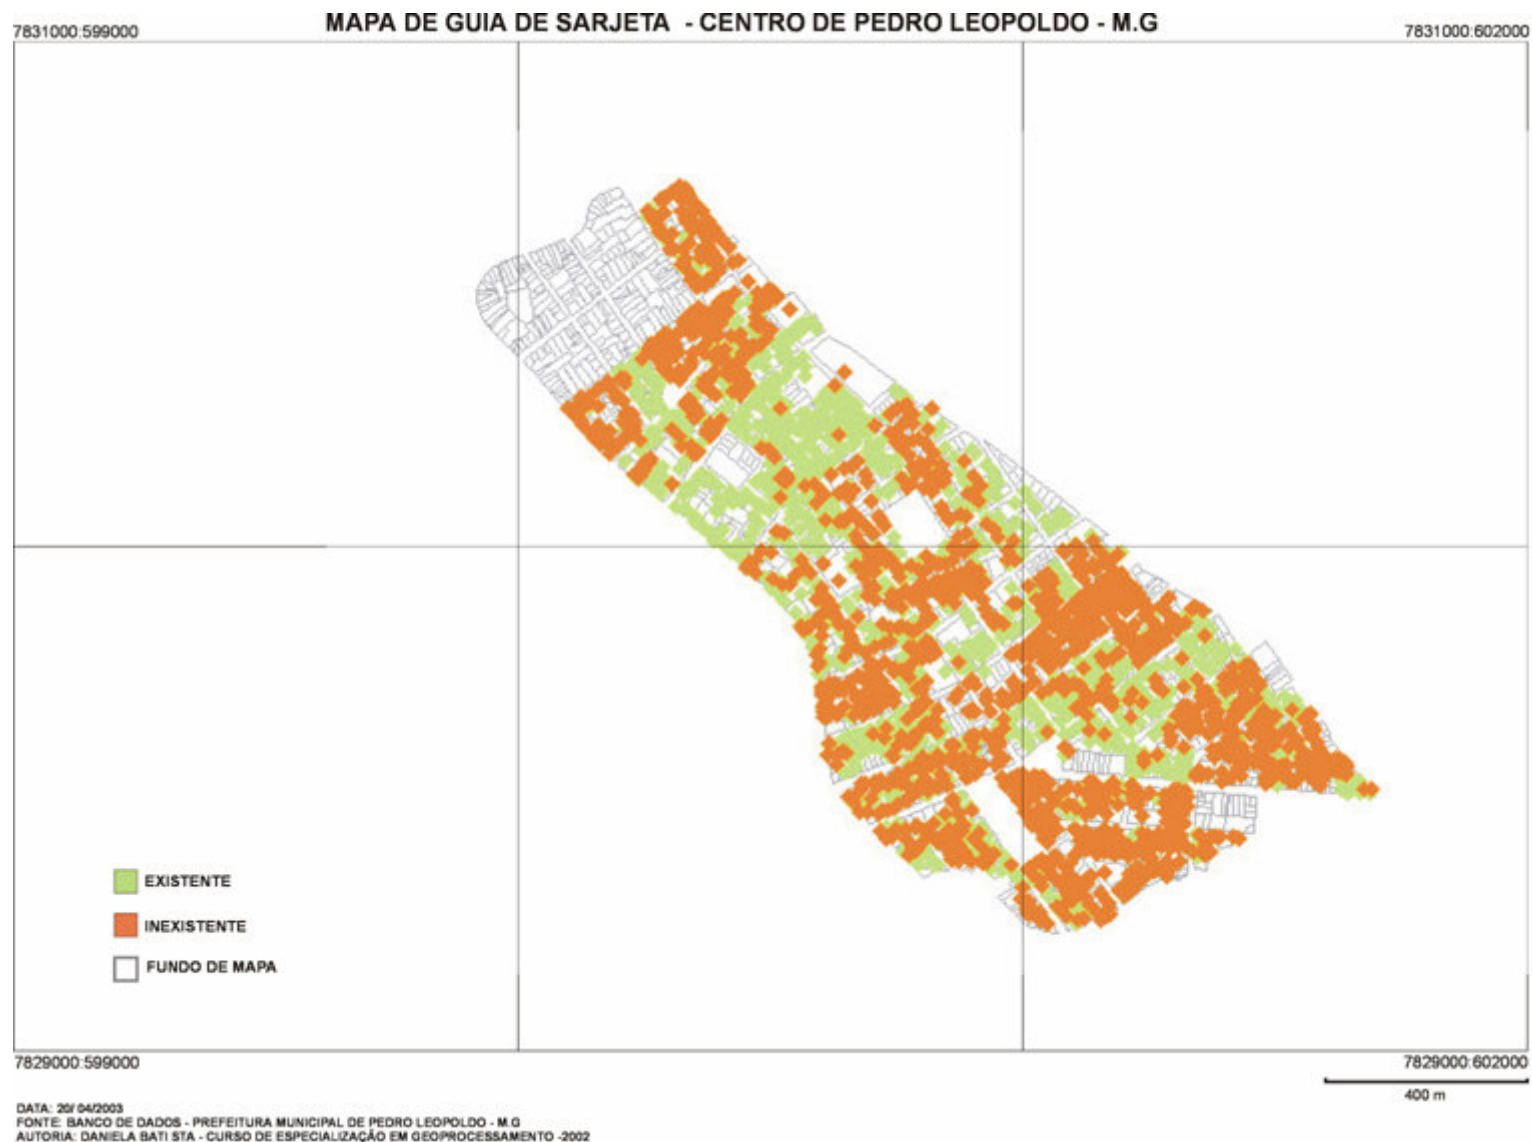 MAPA DE GUIA DE SARJETA - CENTRO DE PEDRO LEOPOLDO - M.G
7831000:599000
7831000:602000
EXISTENTE
INEXISTENTE
FUNDO DE MAPA
7829000:599000
7829000:602000
400 m
DATA: 20/ 04/2003
FONTE: BANCO DE DADOS - PREFEITURA MUNICIPAL DE PEDRO LEOPOLDO - M.G
AUTORIA: DANIELA BATI STA - CURSO DE ESPECIALIZAÇÃO EM GEOPROCESSAMENTO -2002